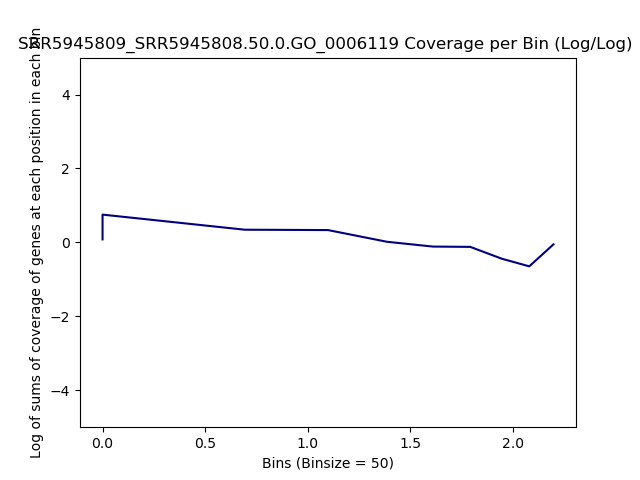 SRR5945809_SRR5945808.50.0.GO_0006119 Coverage per Bin (Log/Log)
Log of sums of coverage of genes at each position in each bin
4
2
0
−2
−4
0.0 0.5 1.0 1.5 2.0
Bins (Binsize = 50)